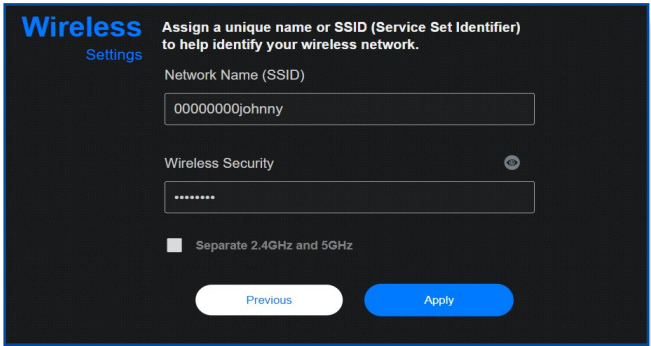 Wireless
Settings
Assign a unique name or SSID (Service Set Identifier)
to help identify your wireless network.
Network Name (SSID)
00000000johnny
Wireless Security
••••••••
Separate 2.4GHz and 5GHz
Previous
Apply